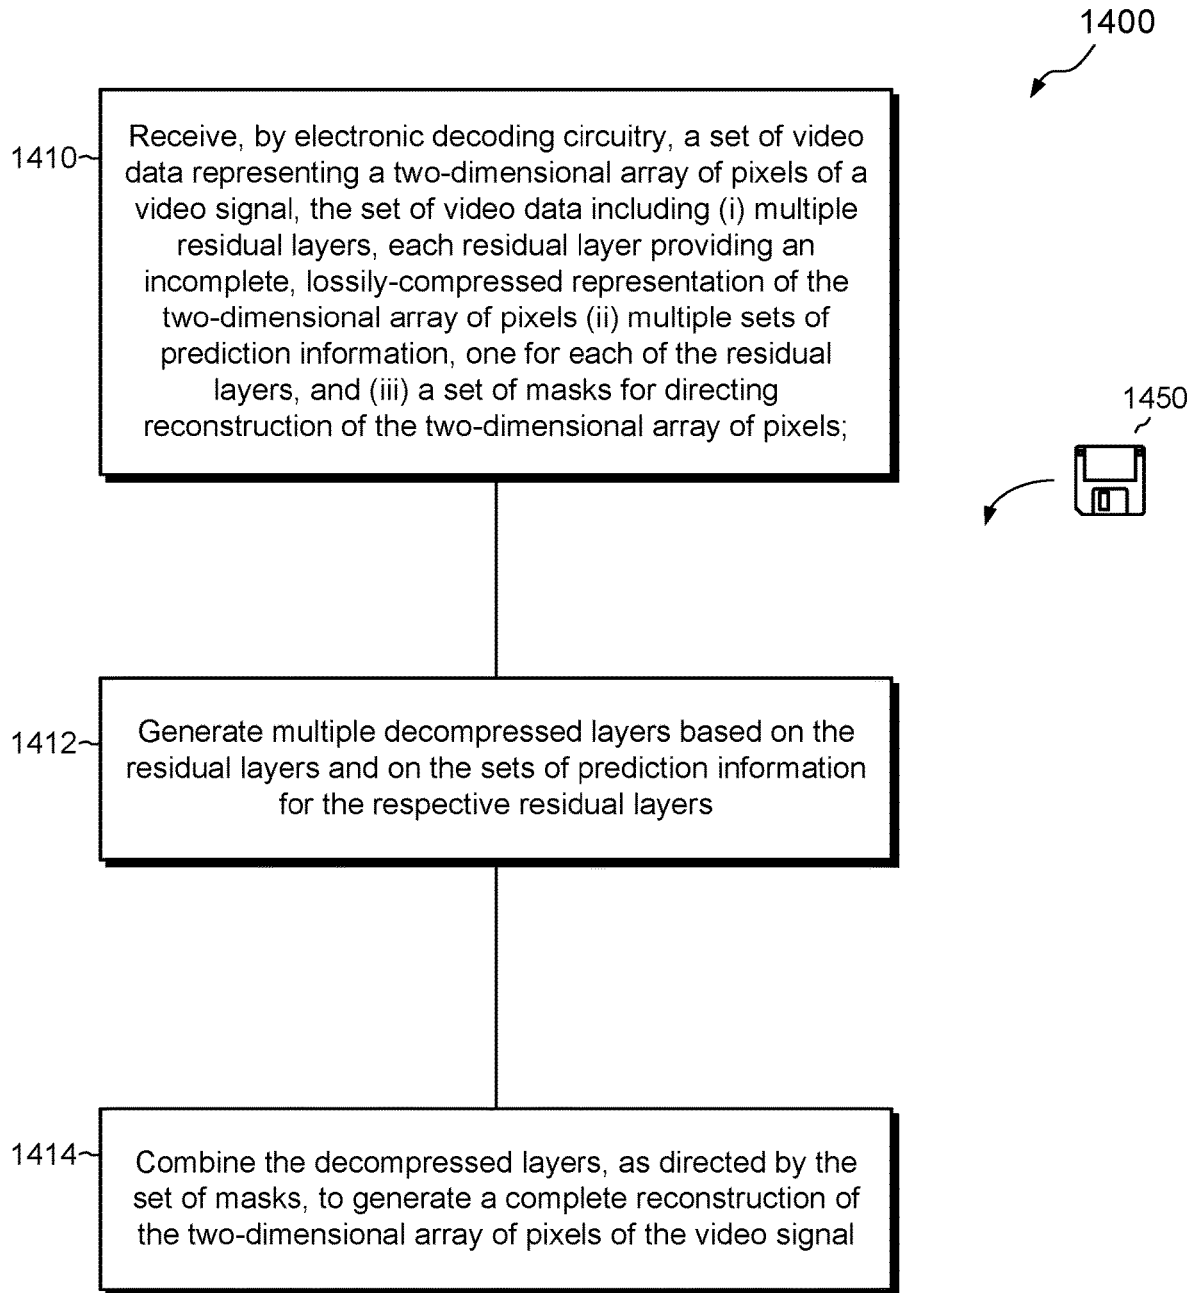 1400
1410
Receive, by electronic decoding circuitry, a set of video
data representing a two-dimensional array of pixels of a
video signal, the set of video data including (i) multiple
residual layers, each residual layer providing an
incomplete, lossily-compressed representation of the
two-dimensional array of pixels (ii) multiple sets of
prediction information, one for each of the residual
layers, and (iii) a set of masks for directing
reconstruction of the two-dimensional array of pixels;
1450
1412
Generate multiple decompressed layers based on the
residual layers and on the sets of prediction information
for the respective residual layers
1414
Combine the decompressed layers, as directed by the
set of masks, to generate a complete reconstruction of
the two-dimensional array of pixels of the video signal